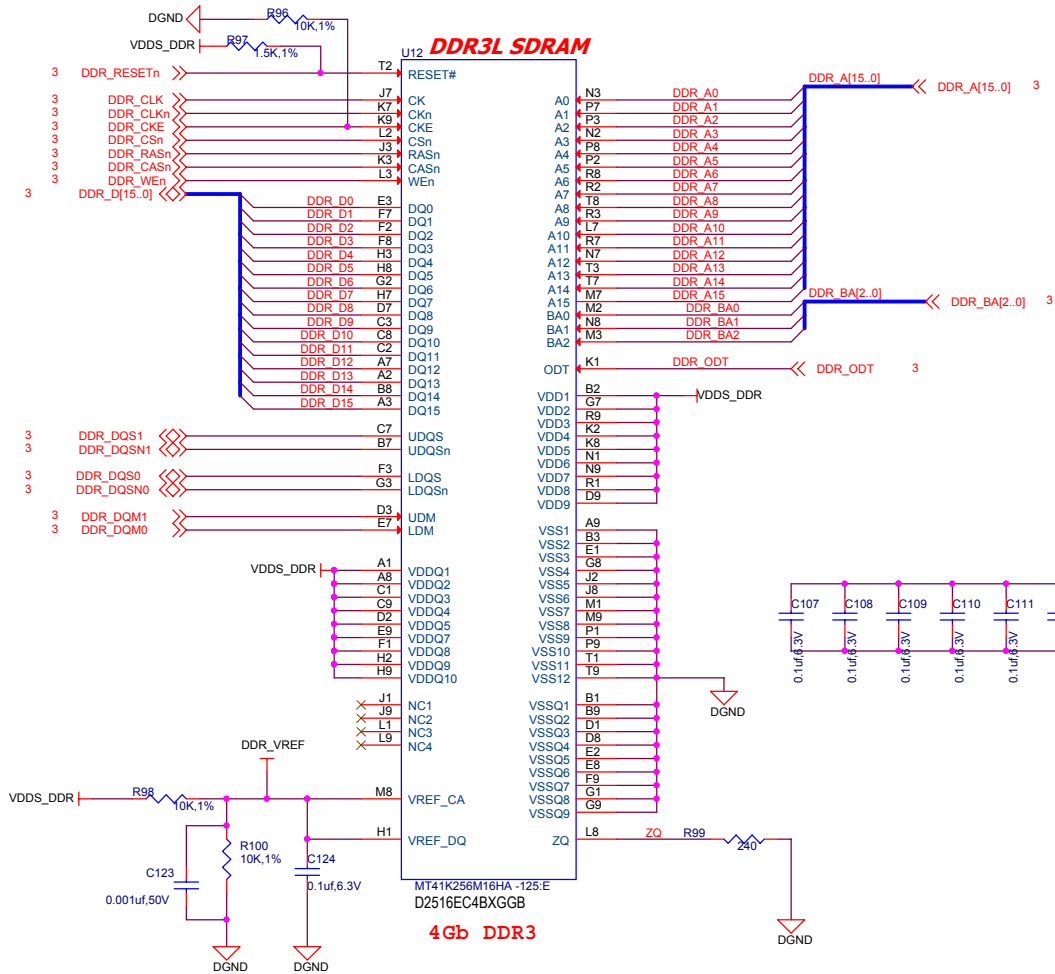 DDR3L SDRAM
DGND
R96
10K,1%
VDDS_DDR
R97
1.5K,1%
U12
3 DDR_RESETn T2 RESET#
3 DDR_CLK J7 CK
3 DDR_CLKn K7 CKn
3 DDR_CKE K9 CKE
3 DDR_CSn L2 CSn
3 DDR_RASn J3 RASn
3 DDR_CASn K3 CASn
3 DDR_WEn L3 WEn
3 DDR_D[15..0]
DDR_D0 E3 DQ0
DDR_D1 F7 DQ1
DDR_D2 F2 DQ2
DDR_D3 F8 DQ3
DDR_D4 H3 DQ4
DDR_D5 H8 DQ5
DDR_D6 G2 DQ6
DDR_D7 H7 DQ7
DDR_D8 D7 DQ8
DDR_D9 C3 DQ9
DDR_D10 C8 DQ10
DDR_D11 C2 DQ11
DDR_D12 A7 DQ12
DDR_D13 A2 DQ13
DDR_D14 B8 DQ14
DDR_D15 A3 DQ15
3 DDR_DQS1 C7 UDQS
3 DDR_DQSN1 B7 UDQSn
3 DDR_DQS0 F3 LDQS
3 DDR_DQSN0 G3 LDQSn
3 DDR_DQM1 D3 UDM
3 DDR_DQM0 E7 LDM
VDDS_DDR
A1 VDDQ1
A8 VDDQ2
C1 VDDQ3
C9 VDDQ4
D2 VDDQ5
E9 VDDQ7
F1 VDDQ8
H2 VDDQ9
H9 VDDQ10
J1 NC1
J9 NC2
L1 NC3
L9 NC4
DDR_VREF
VDDS_DDR
R98
10K,1%
M8 VREF_CA
H1 VREF_DQ
R100
10K,1%
C124
0.1uf,6.3V
C123
0.001uf,50V
DGND
DGND
A0 N3 DDR_A0
A1 P7 DDR_A1
A2 P3 DDR_A2
A3 N2 DDR_A3
A4 P8 DDR_A4
A5 P2 DDR_A5
A6 R8 DDR_A6
A7 R2 DDR_A7
A8 T8 DDR_A8
A9 R3 DDR_A9
A10 L7 DDR_A10
A11 R7 DDR_A11
A12 N7 DDR_A12
A13 T3 DDR_A13
A14 T7 DDR_A14
A15 M7 DDR_A15
DDR_A[15..0] DDR_A[15..0] 3
BA0 M2 DDR_BA0
BA1 N8 DDR_BA1
BA2 M3 DDR_BA2
DDR_BA[2..0] DDR_BA[2..0] 3
ODT K1 DDR_ODT DDR_ODT 3
VDD1 B2 VDDS_DDR
VDD2 G7
VDD3 R9
VDD4 K2
VDD5 K8
VDD6 N1
VDD7 N9
VDD8 R1
VDD9 D9
VSS1 A9
VSS2 B3
VSS3 E1
VSS4 G8
VSS5 J2
VSS6 J8
VSS7 M1
VSS8 M9
VSS9 P1
VSS10 P9
VSS11 T1
VSS12 T9
DGND
VSSQ1 B1
VSSQ2 B9
VSSQ3 D1
VSSQ4 D8
VSSQ5 E2
VSSQ6 E8
VSSQ7 F9
VSSQ8 G1
VSSQ9 G9
ZQ L8 ZQ R99
240
DGND
C107
0.1uf,6.3V
C108
0.1uf,6.3V
C109
0.1uf,6.3V
C110
0.1uf,6.3V
C111
0.1uf,6.3V
MT41K256M16HA -125:E
D2516EC4BXGGB
4Gb DDR3